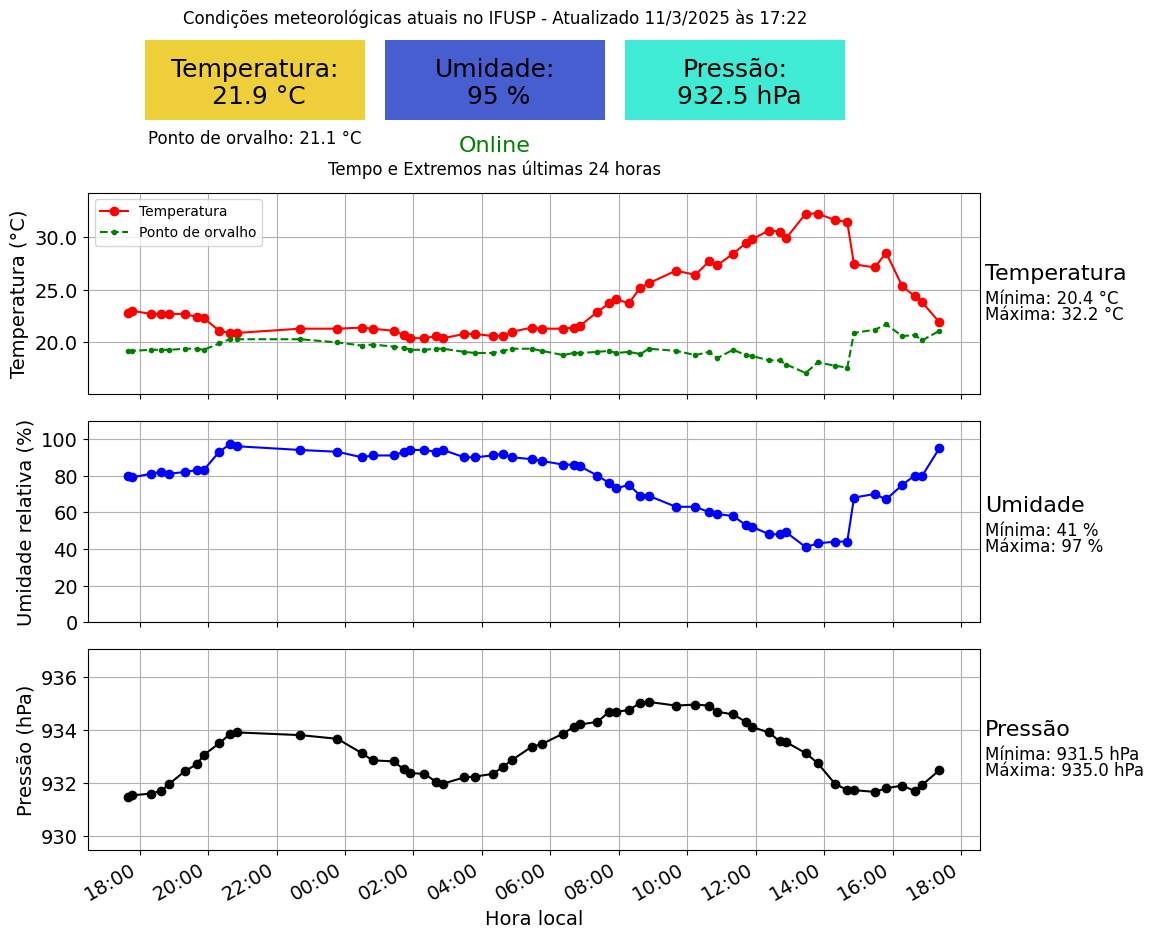 Condições meteorológicas atuais no IFUSP - Atualizado 11/3/2025 às 17:22
Temperatura:
21.9 °C
Umidade:
95 %
Pressão:
932.5 hPa
Ponto de orvalho: 21.1 °C
Online
Tempo e Extremos nas últimas 24 horas
Temperatura (°C)
30.0
25.0
20.0
Temperatura
Ponto de orvalho
Temperatura
Mínima: 20.4 °C
Máxima: 32.2 °C
Umidade relativa (%)
100
80
60
40
20
0
Umidade
Mínima: 41 %
Máxima: 97 %
Pressão (hPa)
936
934
932
930
Pressão
Mínima: 931.5 hPa
Máxima: 935.0 hPa
18:00 20:00 22:00 00:00 02:00 04:00 06:00 08:00 10:00 12:00 14:00 16:00 18:00
Hora local